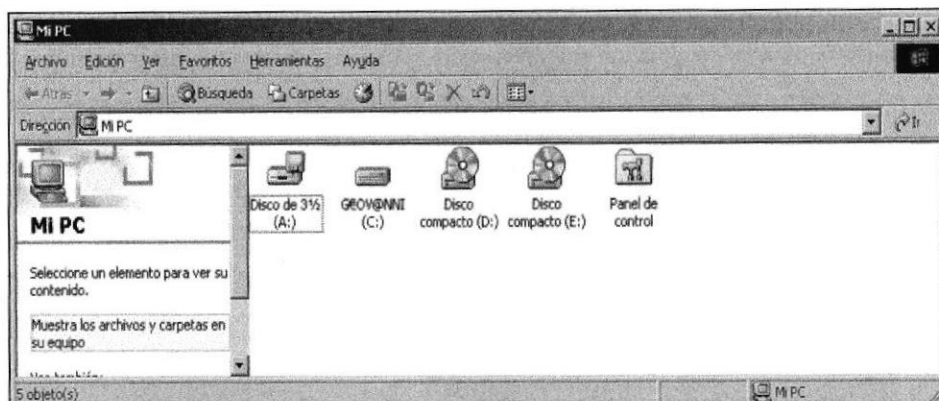 Mi PC
Archivo Edición Ver Favoritos Herramientas Ayuda
Atrás Búsqueda Carpetas
Dirección Mi PC Ir
Disco de 3½ (A:)
GEOV@NNI (C:)
Disco compacto (D:)
Disco compacto (E:)
Panel de control
Mi PC
Seleccione un elemento para ver su
contenido.
Muestra los archivos y carpetas en
su equipo
5 objeto(s) Mi PC